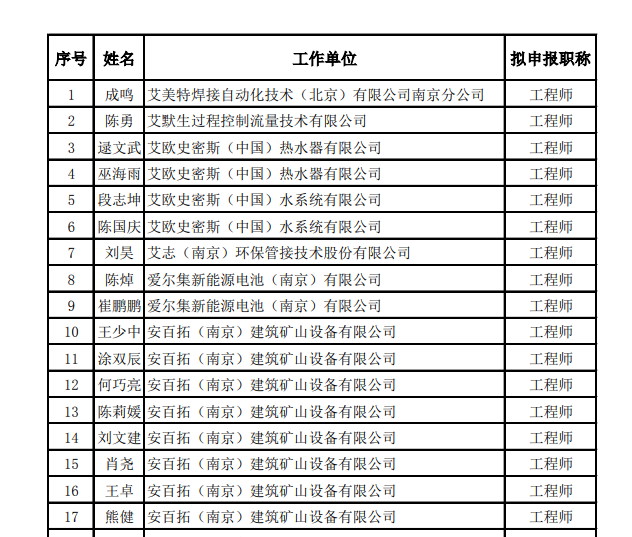 序号 姓名 工作单位 拟申报职称
1 成鸣 艾美特焊接自动化技术（北京）有限公司南京分公司 工程师
2 陈勇 艾默生过程控制流量技术有限公司 工程师
3 逯文武 艾欧史密斯（中国）热水器有限公司 工程师
4 巫海雨 艾欧史密斯（中国）热水器有限公司 工程师
5 段志坤 艾欧史密斯（中国）水系统有限公司 工程师
6 陈国庆 艾欧史密斯（中国）水系统有限公司 工程师
7 刘昊 艾志（南京）环保管接技术股份有限公司 工程师
8 陈焯 爱尔集新能源电池（南京）有限公司 工程师
9 崔鹏鹏 爱尔集新能源电池（南京）有限公司 工程师
10 王少中 安百拓（南京）建筑矿山设备有限公司 工程师
11 涂双辰 安百拓（南京）建筑矿山设备有限公司 工程师
12 何巧亮 安百拓（南京）建筑矿山设备有限公司 工程师
13 陈莉媛 安百拓（南京）建筑矿山设备有限公司 工程师
14 刘文建 安百拓（南京）建筑矿山设备有限公司 工程师
15 肖尧 安百拓（南京）建筑矿山设备有限公司 工程师
16 王卓 安百拓（南京）建筑矿山设备有限公司 工程师
17 熊健 安百拓（南京）建筑矿山设备有限公司 工程师